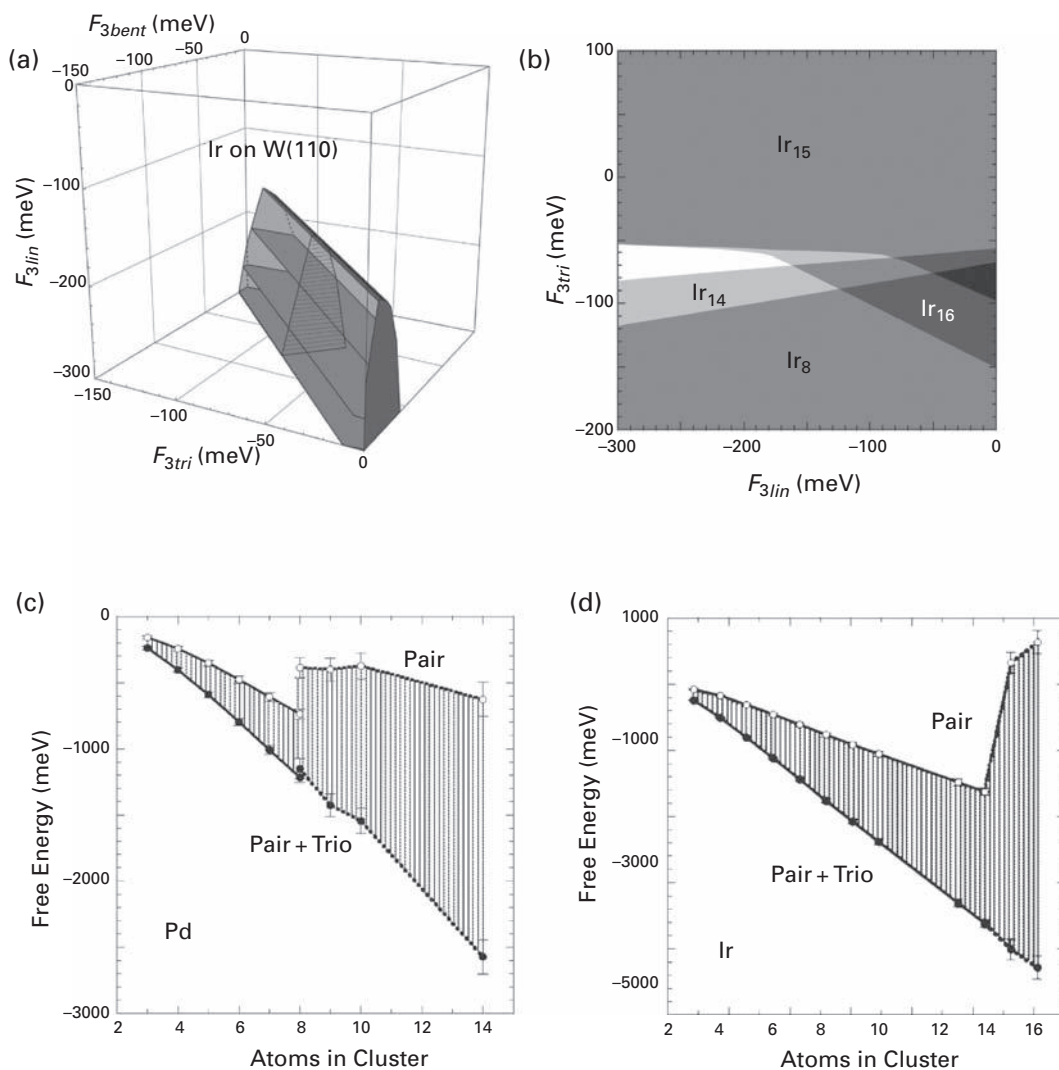 (a)
F3bent (meV)
−150
−100
−50
0
0
−100
−200
−300
F3lin (meV)
Ir on W(110)
−150
−100
−50
0
F3tri (meV)
(b)
100
0
−100
−200
F3tri (meV)
Ir15
Ir14
Ir16
Ir8
−300
−200
−100
0
F3lin (meV)
(c)
0
−1000
−2000
−3000
Free Energy (meV)
Pair
Pair + Trio
Pd
2
4
6
8
10
12
14
Atoms in Cluster
(d)
1000
−1000
−3000
−5000
Free Energy (meV)
Pair
Pair + Trio
Ir
2
4
6
8
10
12
14
16
Atoms in Cluster